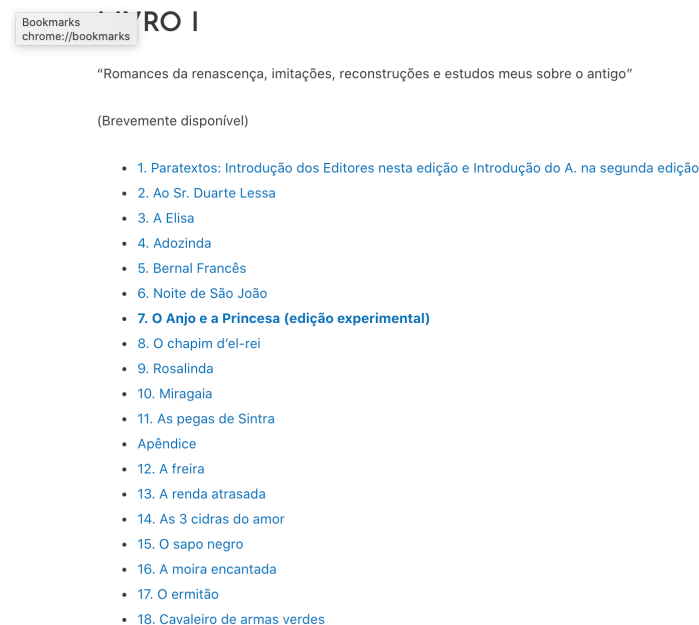 Bookmarks
chrome://bookmarks
VRO I
“Romances da renascença, imitações, reconstruções e estudos meus sobre o antigo”
(Brevemente disponível)
1. Paratextos: Introdução dos Editores nesta edição e Introdução do A. na segunda edição
2. Ao Sr. Duarte Lessa
3. A Elisa
4. Adozinda
5. Bernal Francês
6. Noite de São João
7. O Anjo e a Princesa (edição experimental)
8. O chapim d’el-rei
9. Rosalinda
10. Miragaia
11. As pegas de Sintra
Apêndice
12. A freira
13. A renda atrasada
14. As 3 cidras do amor
15. O sapo negro
16. A moira encantada
17. O ermitão
18. Cavaleiro de armas verdes